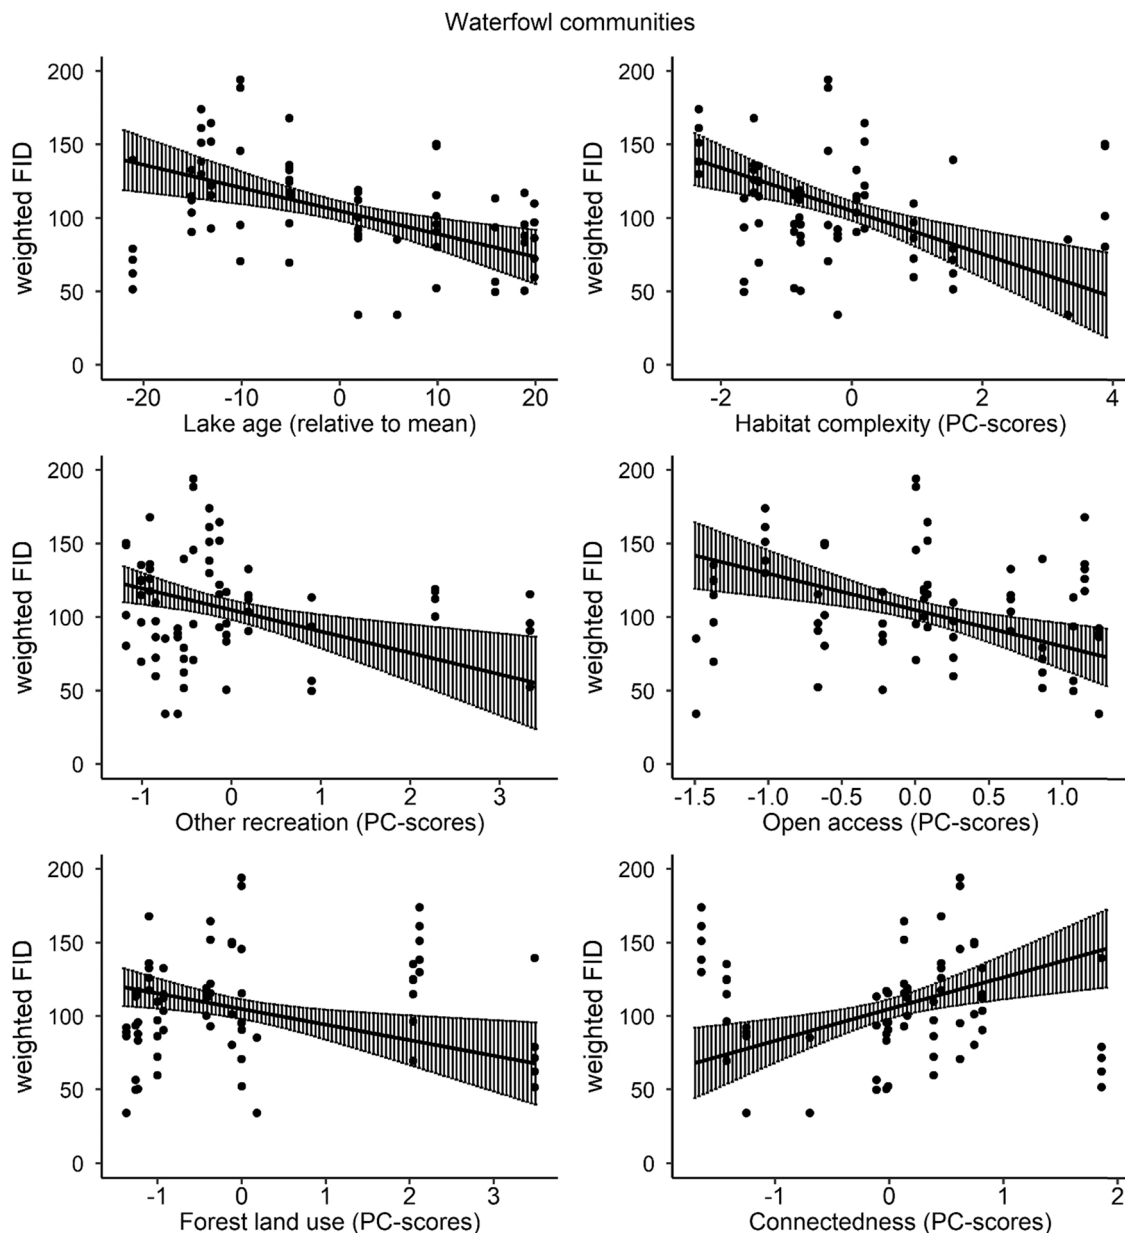 Waterfowl communities
weighted FID
200
150
100
50
0
-20 -10 0 10 20
Lake age (relative to mean)
weighted FID
200
150
100
50
0
-2 0 2 4
Habitat complexity (PC-scores)
weighted FID
200
150
100
50
0
-1 0 1 2 3
Other recreation (PC-scores)
weighted FID
200
150
100
50
0
-1.5 -1.0 -0.5 0.0 0.5 1.0
Open access (PC-scores)
weighted FID
200
150
100
50
0
-1 0 1 2 3
Forest land use (PC-scores)
weighted FID
200
150
100
50
0
-1 0 1 2
Connectedness (PC-scores)